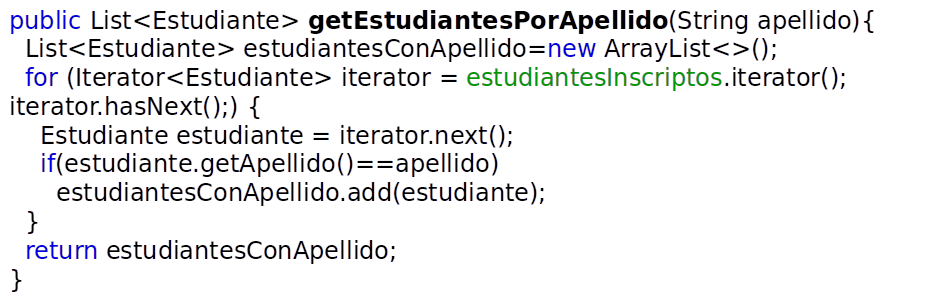 public List<Estudiante> getEstudiantesPorApellido(String apellido){
List<Estudiante> estudiantesConApellido=new ArrayList<>();
for (Iterator<Estudiante> iterator = estudiantesInscriptos.iterator();
iterator.hasNext();) {
Estudiante estudiante = iterator.next();
if(estudiante.getApellido()==apellido)
estudiantesConApellido.add(estudiante);
}
return estudiantesConApellido;
}